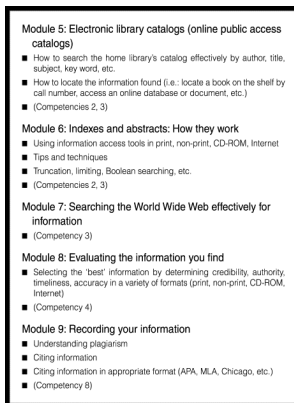 Module 5: Electronic library catalogs (online public access
catalogs)
■ How to search the home library's catalog effectively by author, title,
subject, key word, etc.
■ How to locate the information found (i.e.: locate a book on the shelf by
call number, access an online database or document, etc.)
■ (Competencies 2, 3)
Module 6: Indexes and abstracts: How they work
■ Using information access tools in print, non-print, CD-ROM, Internet
■ Tips and techniques
■ Truncation, limiting, Boolean searching, etc.
■ (Competencies 2, 3)
Module 7: Searching the World Wide Web effectively for
information
■ (Competency 3)
Module 8: Evaluating the information you find
■ Selecting the 'best' information by determining credibility, authority,
timeliness, accuracy in a variety of formats (print, non-print, CD-ROM,
Internet)
■ (Competency 4)
Module 9: Recording your information
■ Understanding plagiarism
■ Citing information
■ Citing information in appropriate format (APA, MLA, Chicago, etc.)
■ (Competency 8)